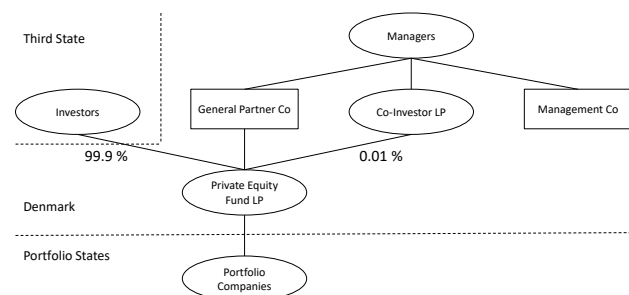 Third State
Managers
Investors
General Partner Co
Co-Investor LP
Management Co
99.9 %
0.01 %
Private Equity
Fund LP
Denmark
Portfolio States
Portfolio
Companies